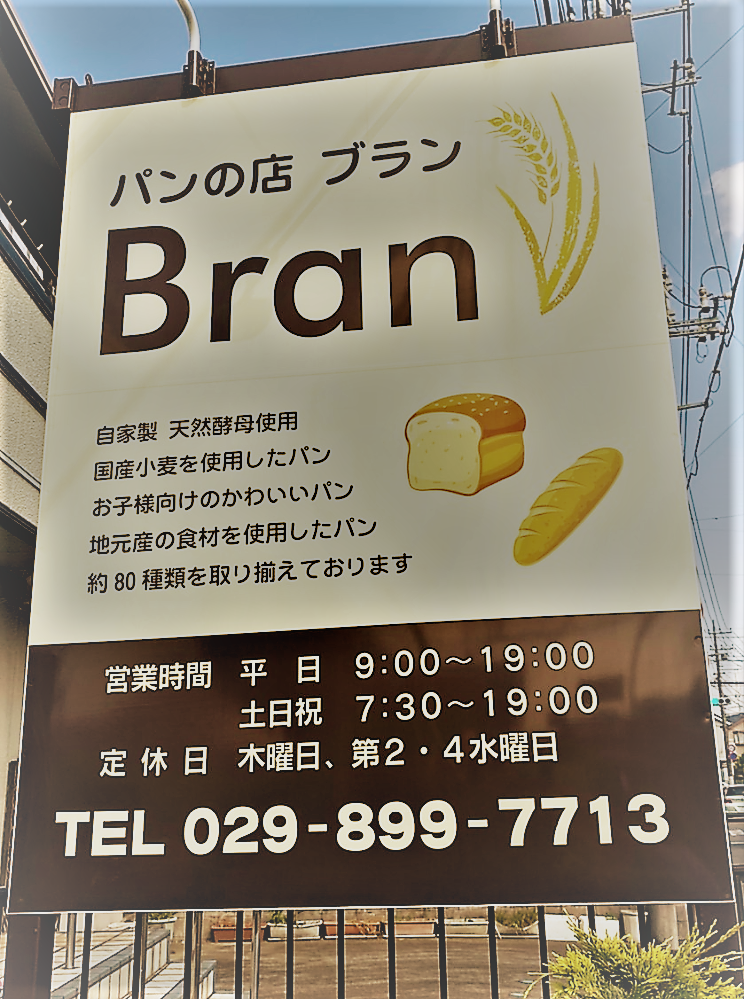 パンの店 ブラン
Bran
自家製 天然酵母使用
国産小麦を使用したパン
お子様向けのかわいいパン
地元産の食材を使用したパン
約80種類を取り揃えております
営業時間 平 日 9:00～19:00
土日祝 7:30～19:00
定 休 日 木曜日、第2・4水曜日
TEL 029-899-7713